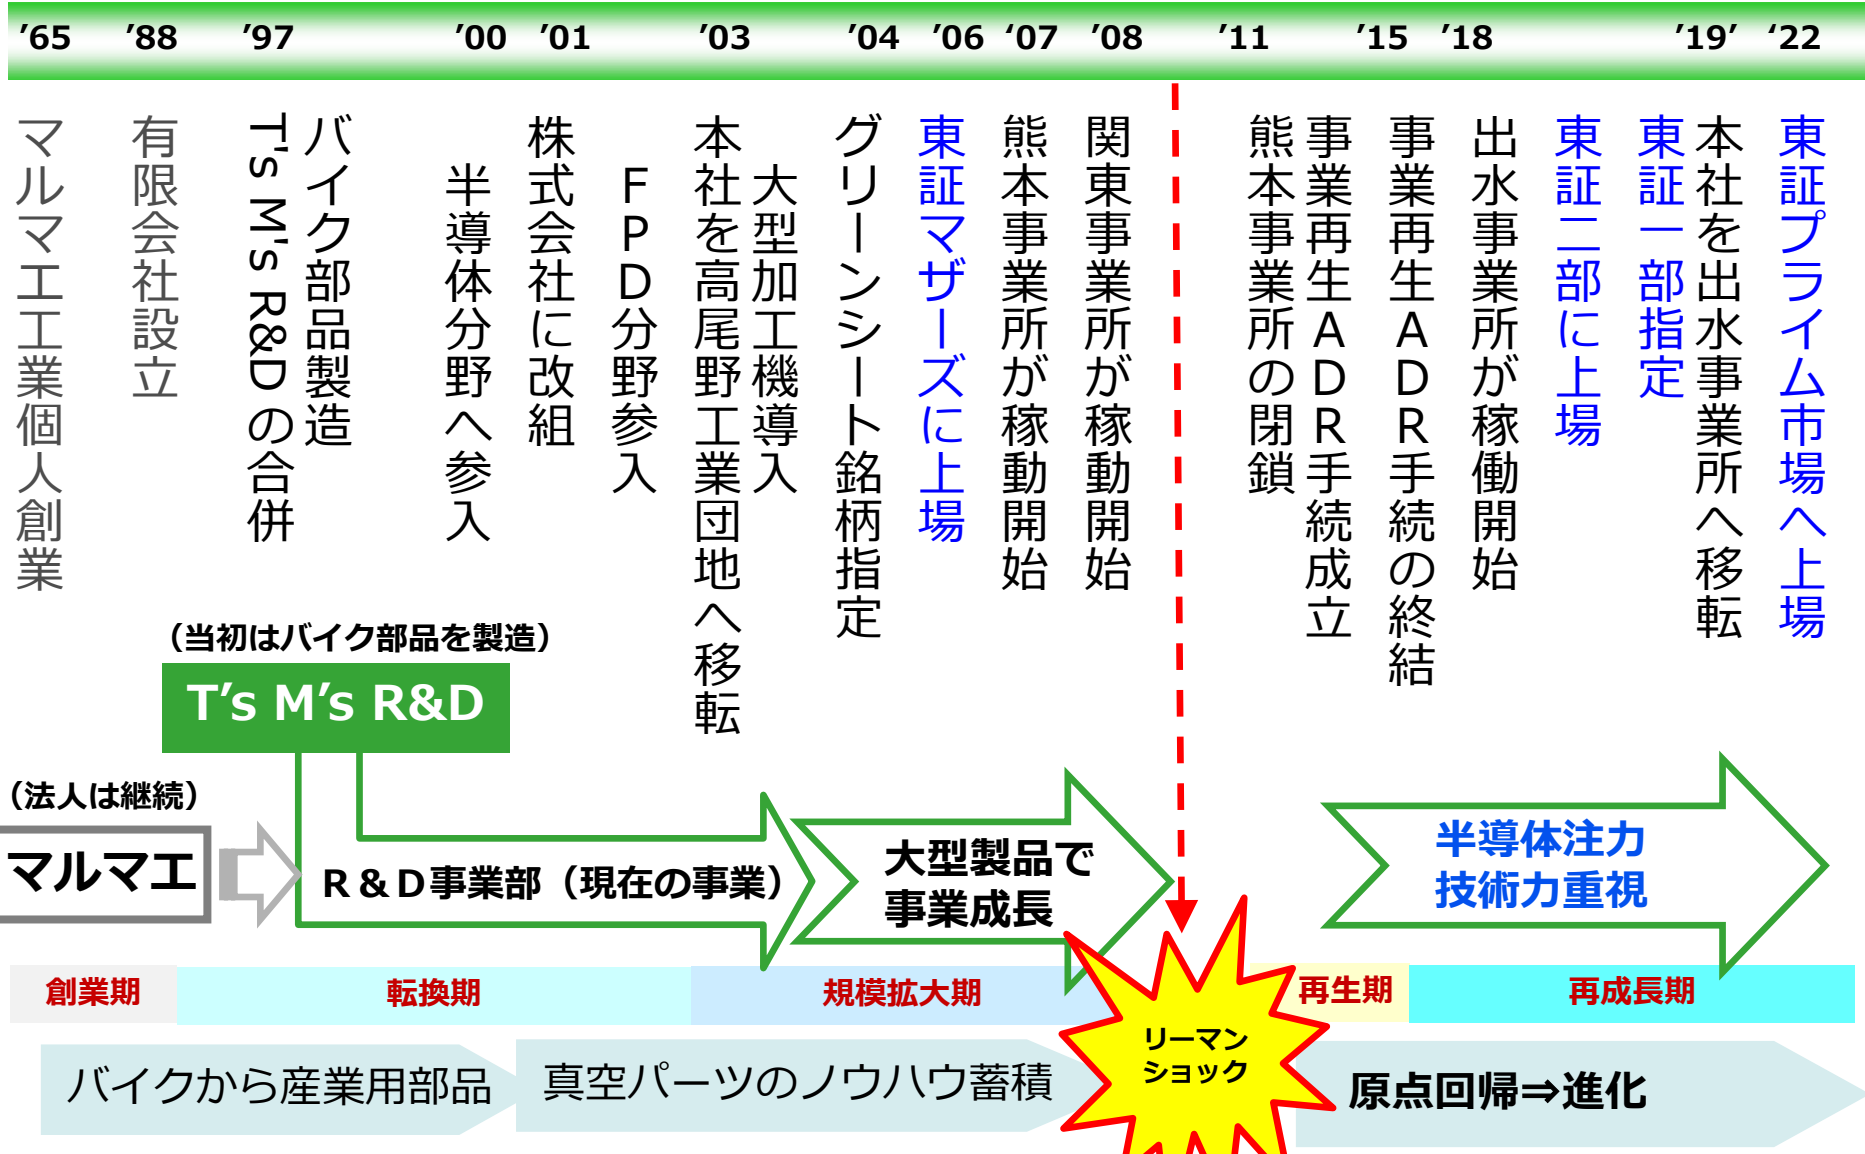 ’65 ’88 ’97 ’00 ’01 ’03 ’04 ’06 ‘07 ’08 ’11 ’15 ’18 ’19’ ‘22
マルマエ工業個人創業
有限会社設立
T's M's R&Dの合併
バイク部品製造
半導体分野へ参入
株式会社に改組
ＦＰＤ分野参入
本社を高尾野工業団地へ移転
大型加工機導入
グリーンシート銘柄指定
東証マザーズに上場
熊本事業所が稼動開始
関東事業所が稼動開始
熊本事業所の閉鎖
事業再生ＡＤＲ手続成立
事業再生ＡＤＲ手続の終結
出水事業所が稼働開始
東証二部に上場
東証一部指定
本社を出水事業所へ移転
東証プライム市場へ上場
（当初はバイク部品を製造）
T’s M’s R&D
（法人は継続）
マルマエ
Ｒ＆Ｄ事業部（現在の事業）
大型製品で
事業成長
半導体注力
技術力重視
創業期
転換期
規模拡大期
再生期
再成長期
リーマン
ショック
バイクから産業用部品
真空パーツのノウハウ蓄積
原点回帰⇒進化